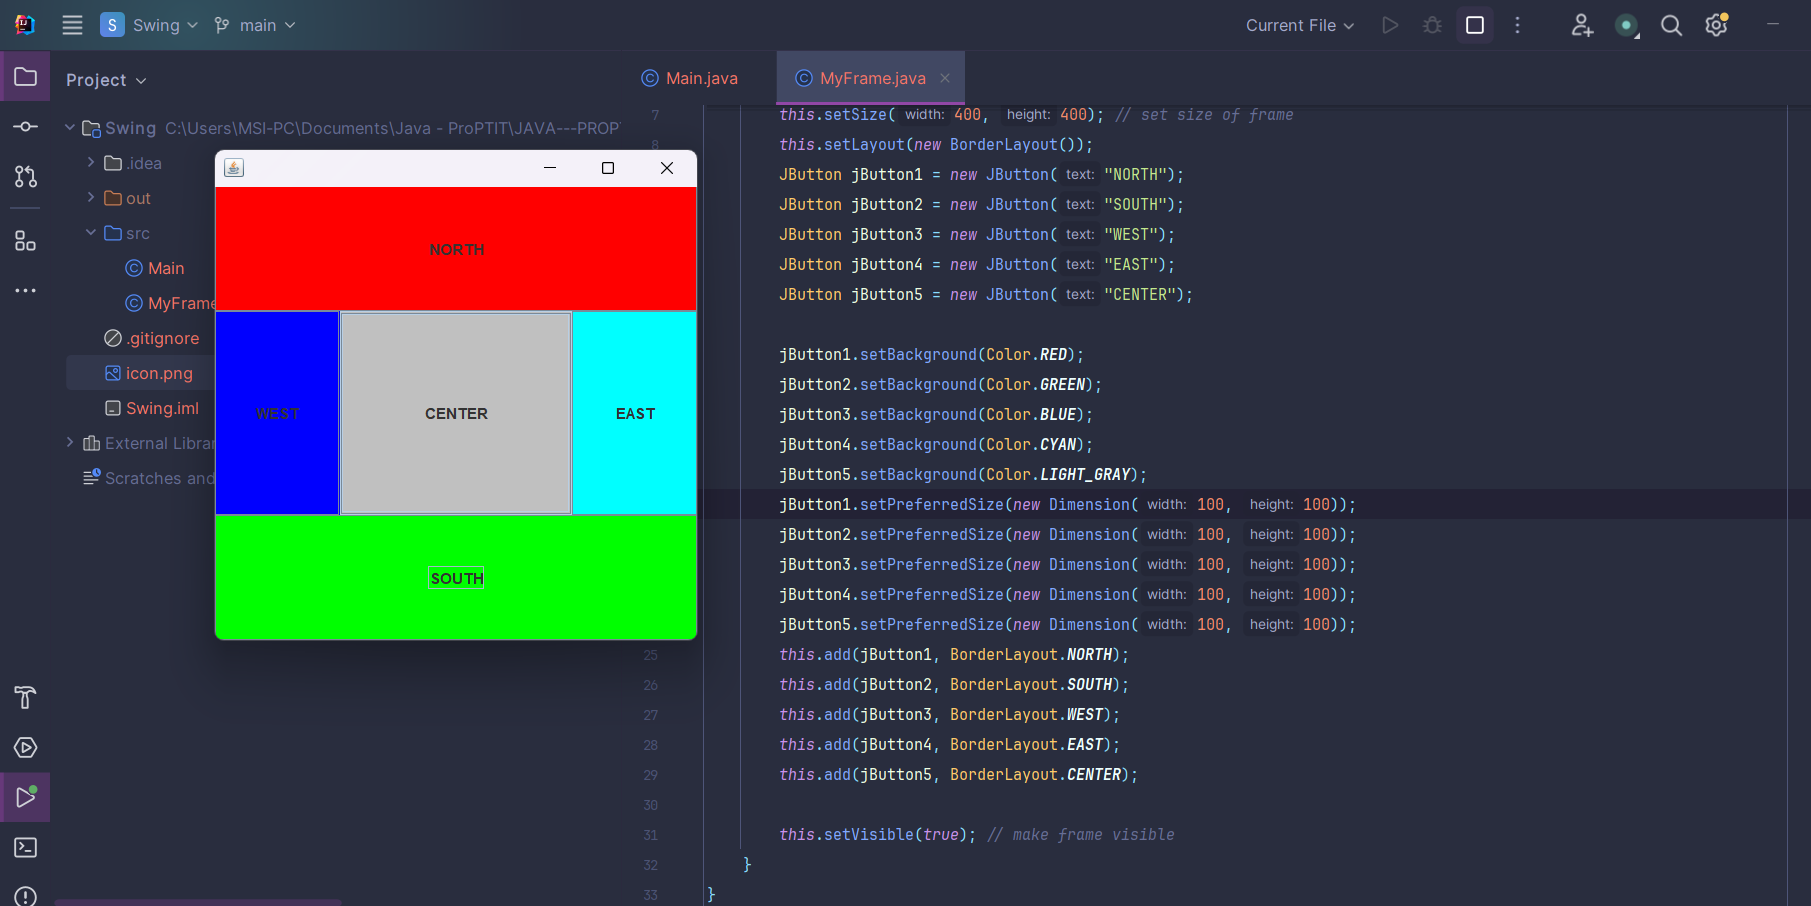 S Swing main Current File
Project
Main.java MyFrame.java
Swing C:\Users\MSI-PC\Documents\Java - ProPTIT\JAVA---PROP
.idea
out
src
Main
MyFrame
.gitignore
icon.png
Swing.iml
External Librar
Scratches and
NORTH
WEST CENTER EAST
SOUTH
7 this.setSize( width: 400, height: 400); // set size of frame
8 this.setLayout(new BorderLayout());
JButton jButton1 = new JButton( text: "NORTH");
JButton jButton2 = new JButton( text: "SOUTH");
JButton jButton3 = new JButton( text: "WEST");
JButton jButton4 = new JButton( text: "EAST");
JButton jButton5 = new JButton( text: "CENTER");
jButton1.setBackground(Color.RED);
jButton2.setBackground(Color.GREEN);
jButton3.setBackground(Color.BLUE);
jButton4.setBackground(Color.CYAN);
jButton5.setBackground(Color.LIGHT_GRAY);
jButton1.setPreferredSize(new Dimension( width: 100, height: 100));
jButton2.setPreferredSize(new Dimension( width: 100, height: 100));
jButton3.setPreferredSize(new Dimension( width: 100, height: 100));
jButton4.setPreferredSize(new Dimension( width: 100, height: 100));
jButton5.setPreferredSize(new Dimension( width: 100, height: 100));
25 this.add(jButton1, BorderLayout.NORTH);
26 this.add(jButton2, BorderLayout.SOUTH);
27 this.add(jButton3, BorderLayout.WEST);
28 this.add(jButton4, BorderLayout.EAST);
29 this.add(jButton5, BorderLayout.CENTER);
30
31 this.setVisible(true); // make frame visible
32 }
33 }